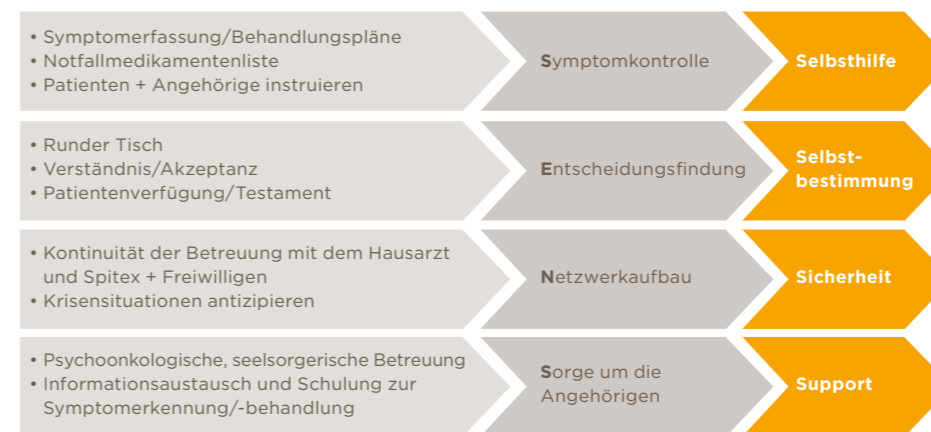 • Symptomerfassung/Behandlungspläne
• Notfallmedikamentenliste
• Patienten + Angehörige instruieren
Symptomkontrolle
Selbsthilfe
• Runder Tisch
• Verständnis/Akzeptanz
• Patientenverfügung/Testament
Entscheidungsfindung
Selbst-
bestimmung
• Kontinuität der Betreuung mit dem Hausarzt
und Spitex + Freiwilligen
• Krisensituationen antizipieren
Netzwerkaufbau
Sicherheit
• Psychoonkologische, seelsorgerische Betreuung
• Informationsaustausch und Schulung zur
Symptomerkennung/-behandlung
Sorge um die
Angehörigen
Support